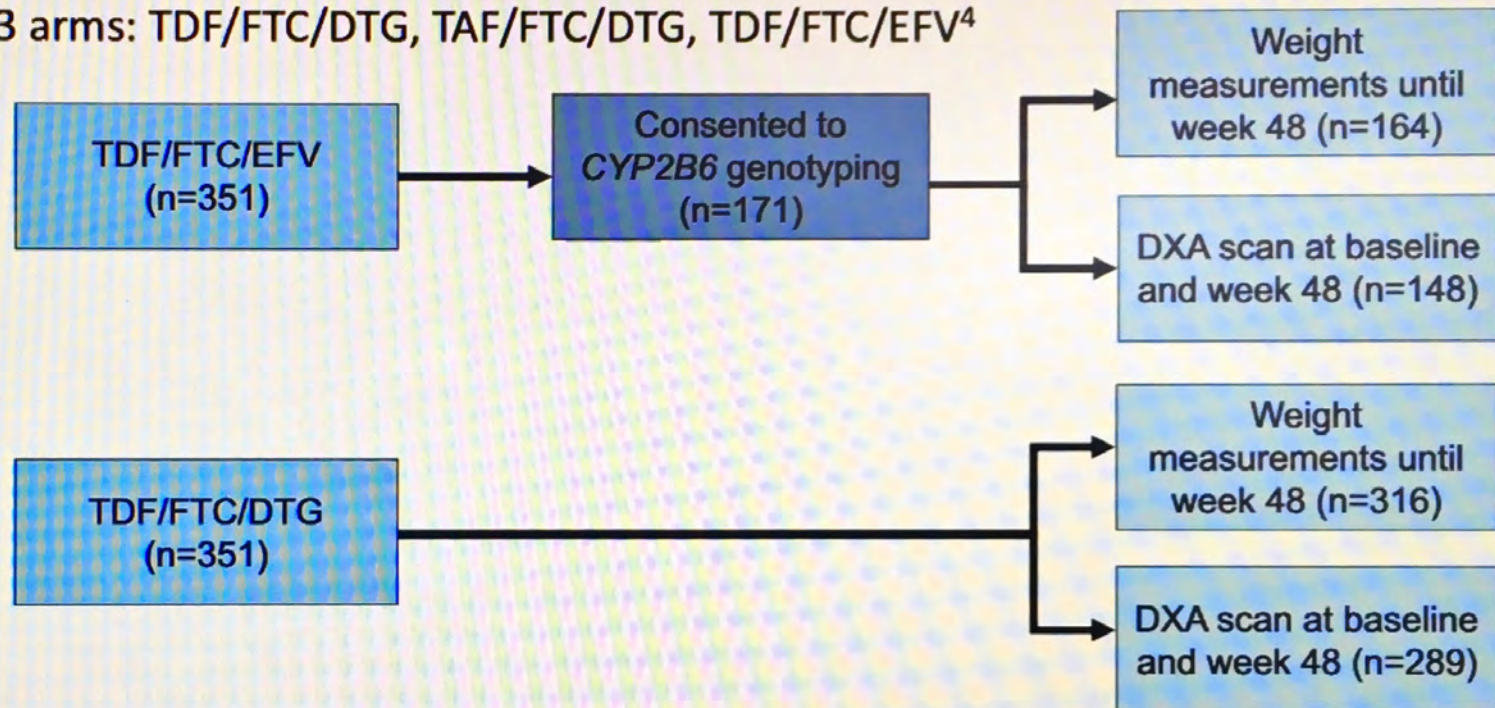 3 arms: TDF/FTC/DTG, TAF/FTC/DTG, TDF/FTC/EFV⁴
TDF/FTC/EFV
(n=351)
Consented to
CYP2B6 genotyping
(n=171)
Weight
measurements until
week 48 (n=164)
DXA scan at baseline
and week 48 (n=148)
TDF/FTC/DTG
(n=351)
Weight
measurements until
week 48 (n=316)
DXA scan at baseline
and week 48 (n=289)